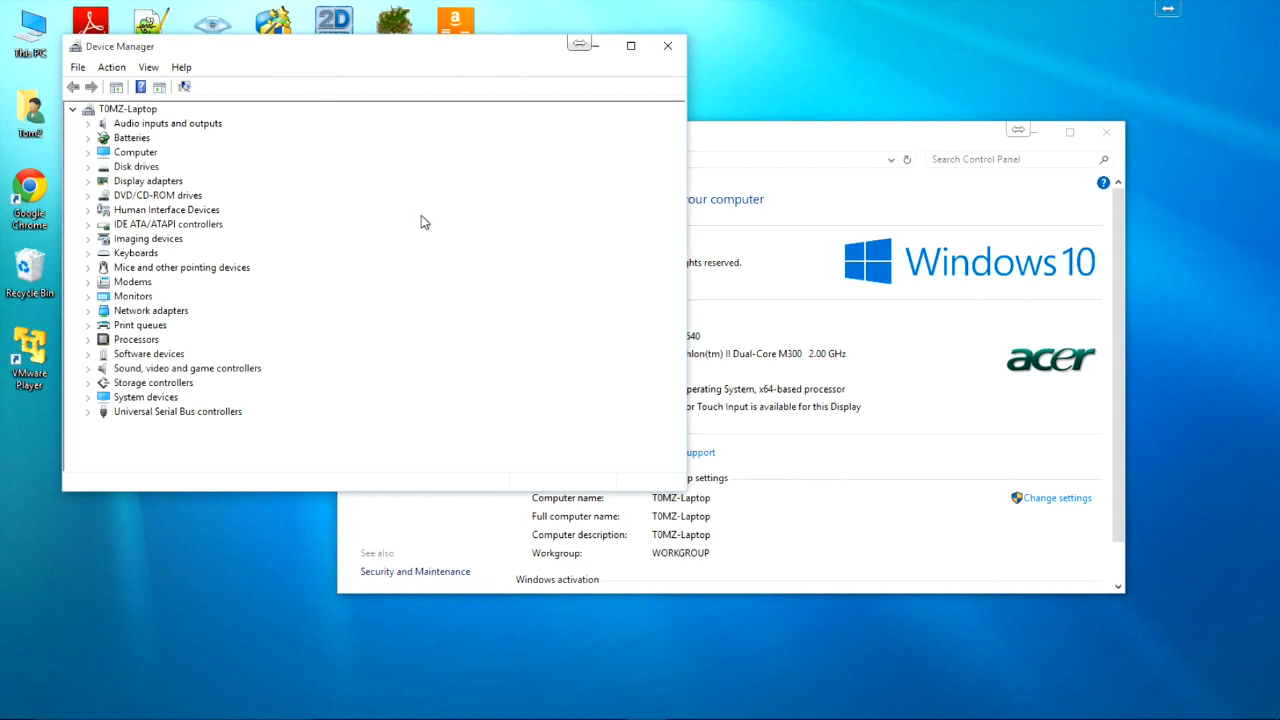 This PC
Tom2
Google
Chrome
Recycle Bin
VMware
Player
2D
a
Device Manager
File Action View Help
T0MZ-Laptop
Audio inputs and outputs
Batteries
Computer
Disk drives
Display adapters
DVD/CD-ROM drives
Human Interface Devices
IDE ATA/ATAPI controllers
Imaging devices
Keyboards
Mice and other pointing devices
Modems
Monitors
Network adapters
Print queues
Processors
Software devices
Sound, video and game controllers
Storage controllers
System devices
Universal Serial Bus controllers
Search Control Panel
our computer
ghts reserved.
Windows 10
640
hlon(tm) II Dual-Core M300 2.00 GHz
acer
perating System, x64-based processor
or Touch Input is available for this Display
upport
p settings
Computer name: T0MZ-Laptop
Change settings
Full computer name: T0MZ-Laptop
Computer description: T0MZ-Laptop
Workgroup: WORKGROUP
See also
Security and Maintenance
Windows activation